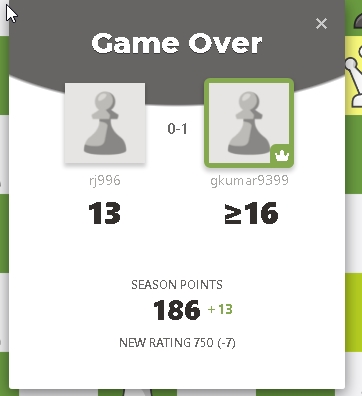 Game Over
0-1
rj996
gkumar9399
13
≥16
SEASON POINTS
186 +13
NEW RATING 750 (-7)